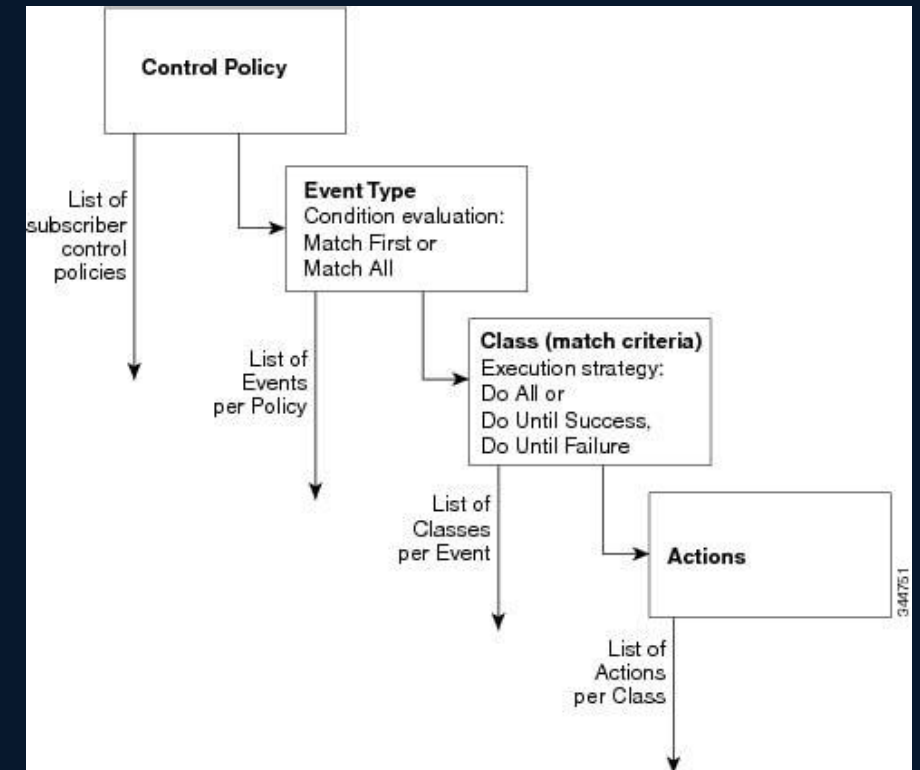 Control Policy
List of
subscriber
control
policies
Event Type
Condition evaluation:
Match First or
Match All
List of
Events
per Policy
Class (match criteria)
Execution strategy:
Do All or
Do Until Success,
Do Until Failure
List of
Classes
per Event
Actions
344751
List of
Actions
per Class